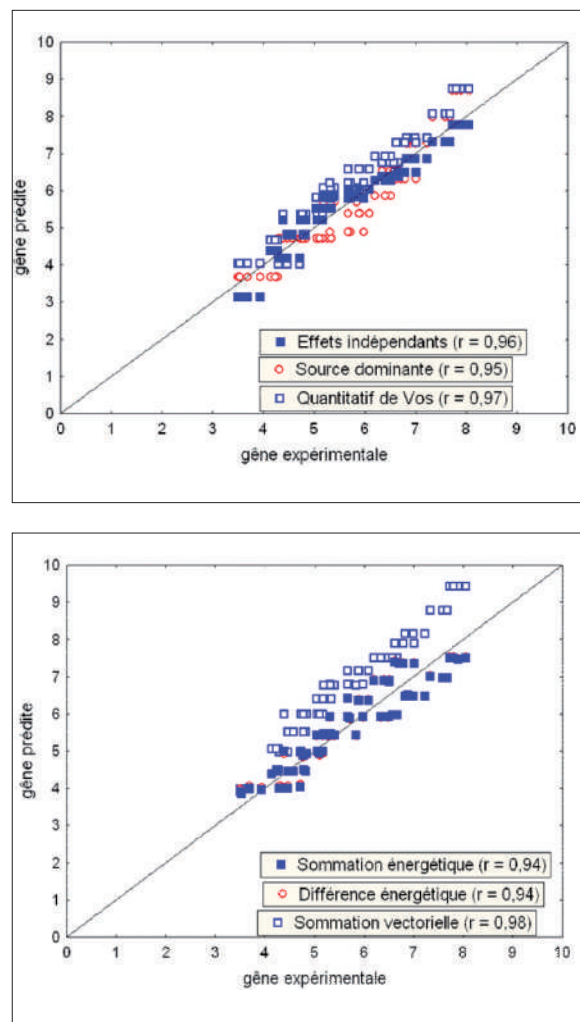 10
9
8
7
6
5
4
3
2
1
0
gêne prédite
Effets indépendants (r = 0,96)
Source dominante (r = 0,95)
Quantitatif de Vos (r = 0,97)
0 1 2 3 4 5 6 7 8 9 10
gêne expérimentale
10
9
8
7
6
5
4
3
2
1
0
gêne prédite
Sommation énergétique (r = 0,94)
Différence énergétique (r = 0,94)
Sommation vectorielle (r = 0,98)
0 1 2 3 4 5 6 7 8 9 10
gêne expérimentale